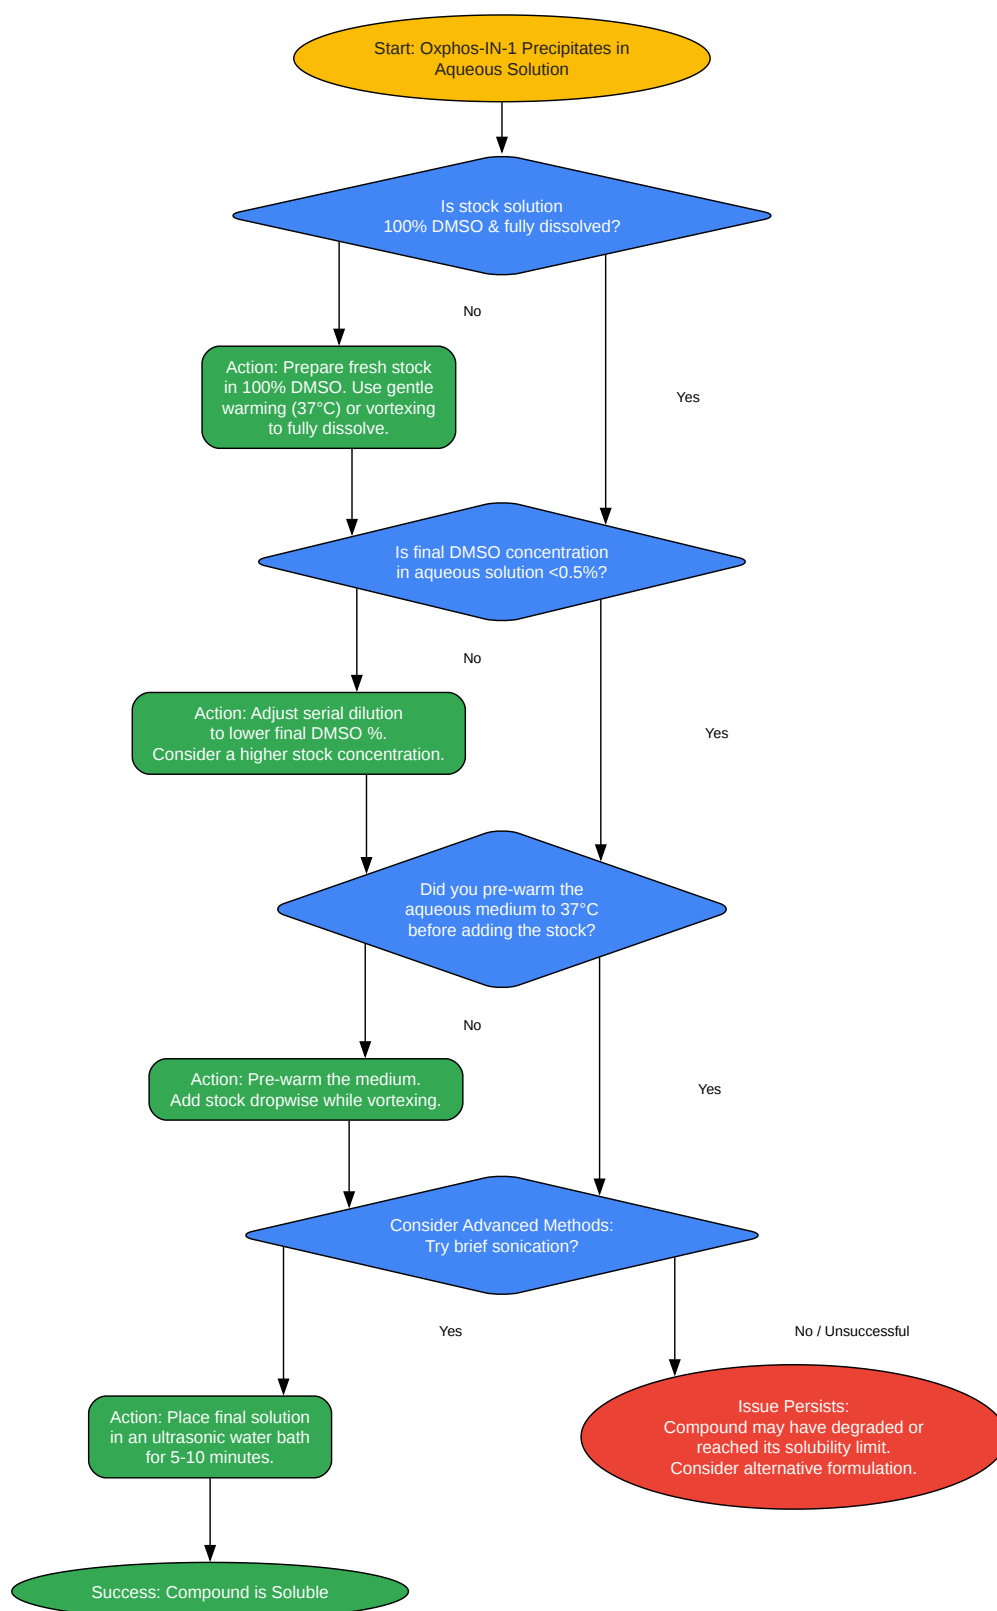 Start: Oxphos-IN-1 Precipitates in
Aqueous Solution
Is stock solution
100% DMSO & fully dissolved?
No
Action: Prepare fresh stock
in 100% DMSO. Use gentle
warming (37°C) or vortexing
to fully dissolve.
Yes
Is final DMSO concentration
in aqueous solution <0.5%?
No
Action: Adjust serial dilution
to lower final DMSO %.
Consider a higher stock concentration.
Yes
Did you pre-warm the
aqueous medium to 37°C
before adding the stock?
No
Action: Pre-warm the medium.
Add stock dropwise while vortexing.
Yes
Consider Advanced Methods:
Try brief sonication?
Yes
No / Unsuccessful
Action: Place final solution
in an ultrasonic water bath
for 5-10 minutes.
Issue Persists:
Compound may have degraded or
reached its solubility limit.
Consider alternative formulation.
Success: Compound is Soluble